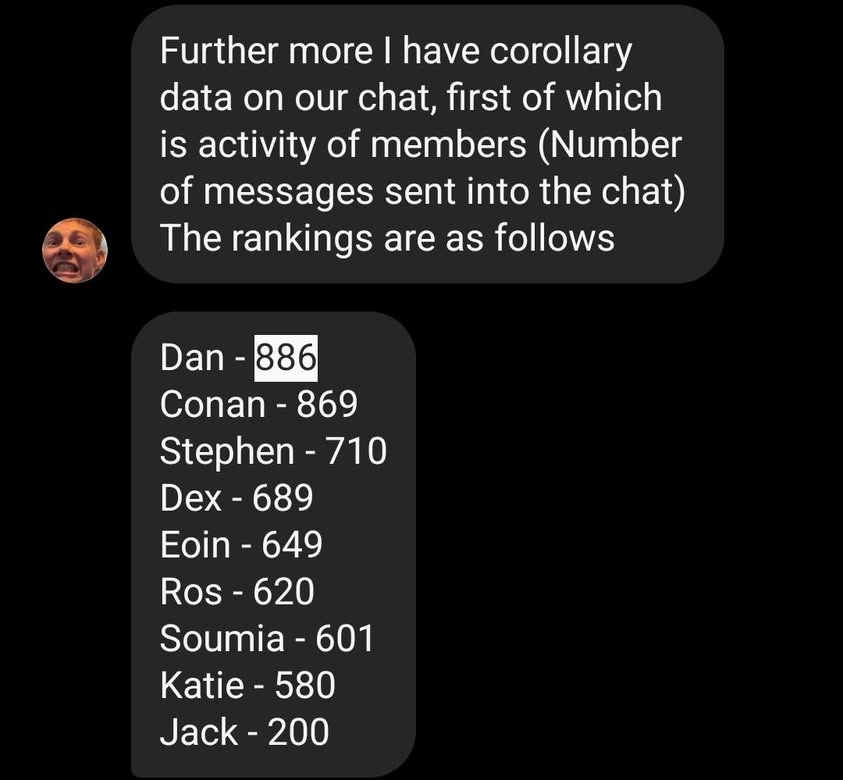 Further more I have corollary
data on our chat, first of which
is activity of members (Number
of messages sent into the chat)
The rankings are as follows
Dan - 886
Conan - 869
Stephen - 710
Dex - 689
Eoin - 649
Ros - 620
Soumia - 601
Katie - 580
Jack - 200